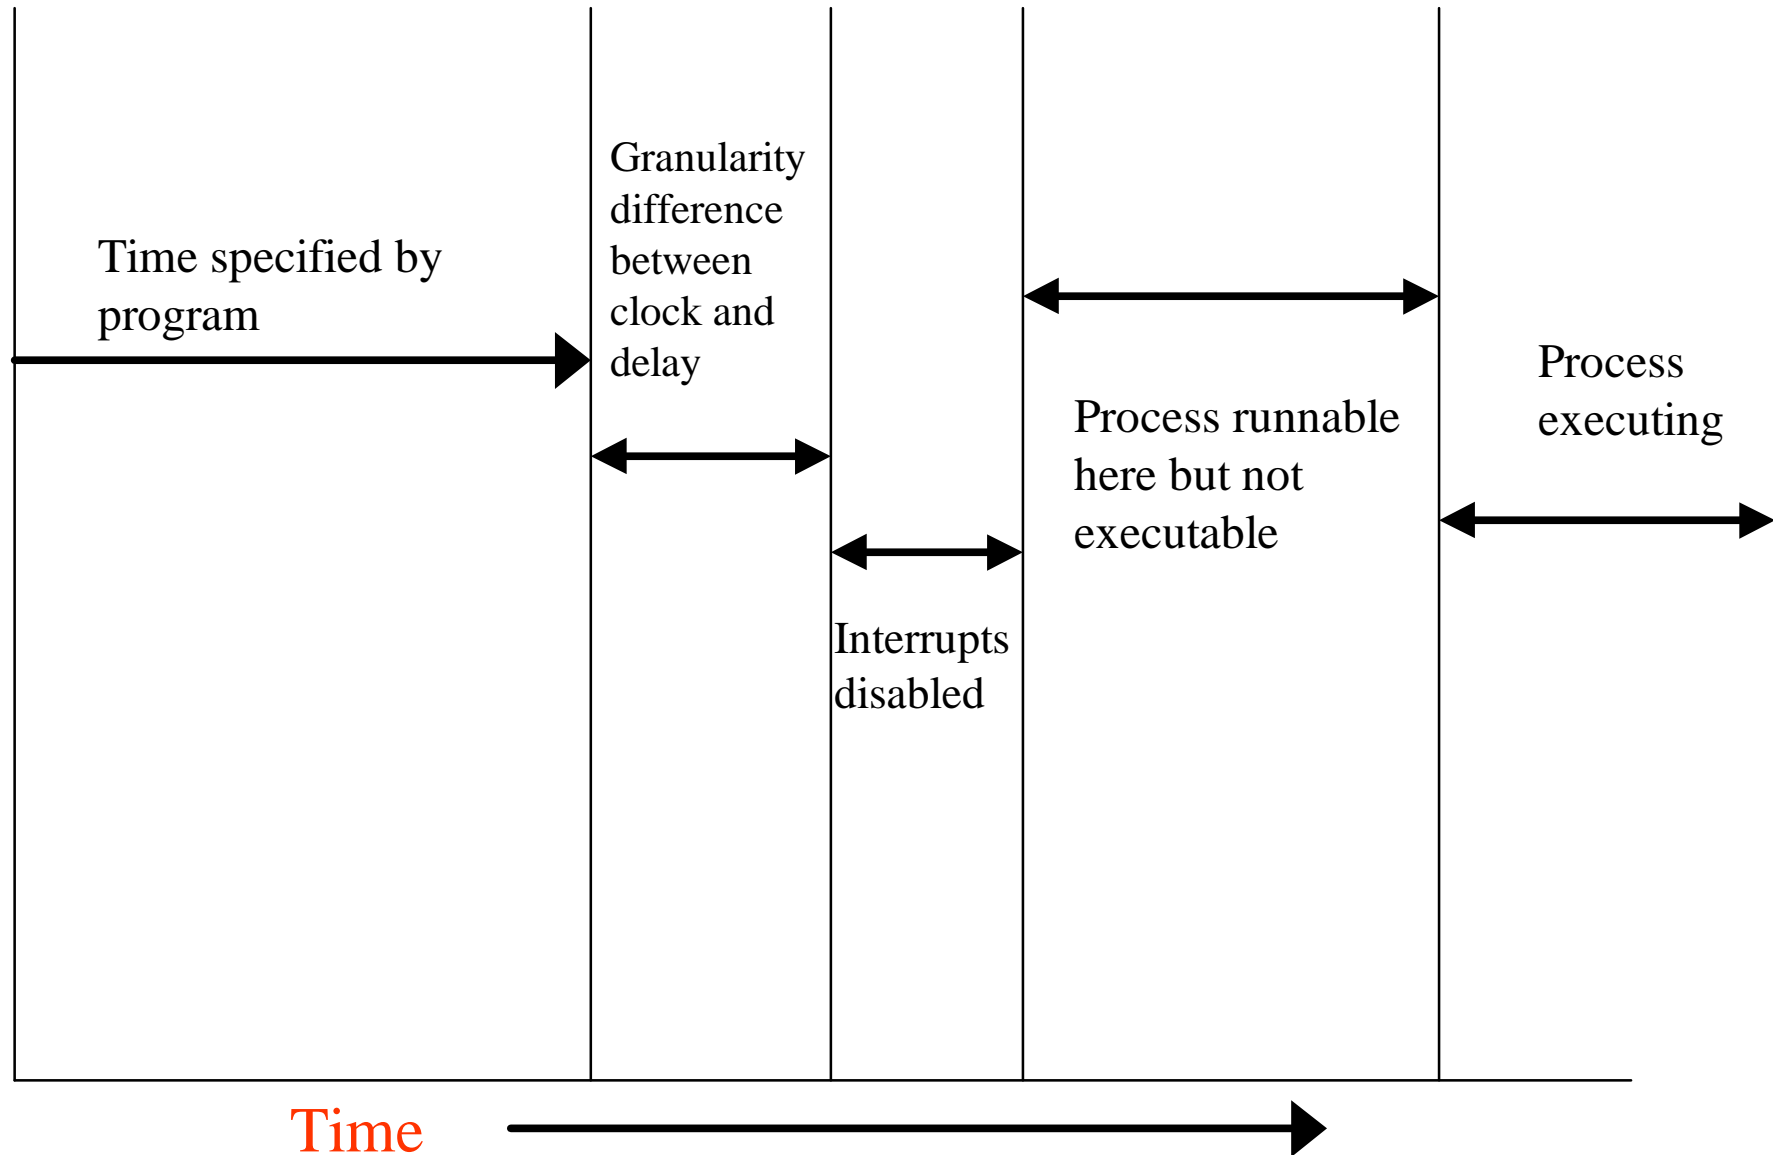 Time specified by
program
Granularity
difference
between
clock and
delay
Interrupts
disabled
Process runnable
here but not
executable
Process
executing
Time